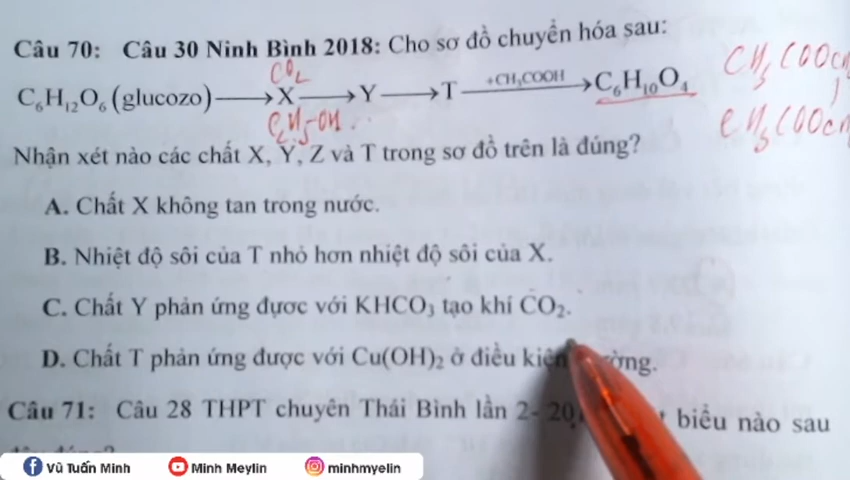 Câu 70: Câu 30 Ninh Bình 2018: Cho sơ đồ chuyển hóa sau:
CO₂
C₆H₁₂O₆ (glucozo) ⟶ X ⟶ Y ⟶ T +CH₃COOH⟶ C₆H₁₀O₄
CH₃COOCH
C₂H₅OH
CH₃COOCH
Nhận xét nào các chất X, Y, Z và T trong sơ đồ trên là đúng?
A. Chất X không tan trong nước.
B. Nhiệt độ sôi của T nhỏ hơn nhiệt độ sôi của X.
C. Chất Y phản ứng đựơc với KHCO₃ tạo khí CO₂.
D. Chất T phản ứng được với Cu(OH)₂ ở điều kiện
Câu 71: Câu 28 THPT chuyên Thái Bình lần 2- biểu nào sau
Vũ Tuấn Minh Minh Meylin minhmyelin